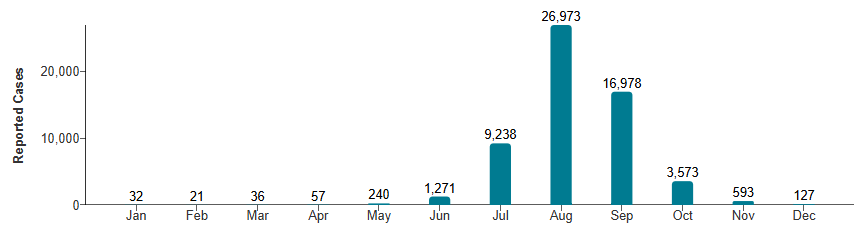 26,973
20,000
16,978
Reported Cases
10,000
9,238
3,573
1,271
32 21 36 57 240 593 127
0
Jan Feb Mar Apr May Jun Jul Aug Sep Oct Nov Dec